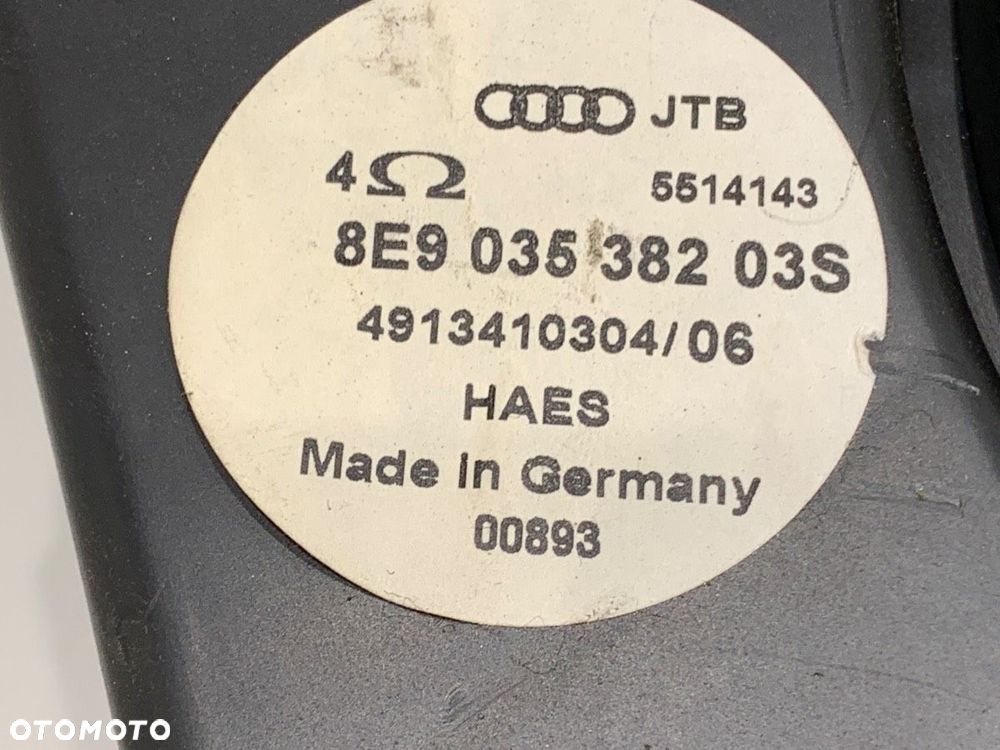 JTB
4Ω 5514143
8E9 035 382 03S
4913410304/06
HAES
Made in Germany
00893
OTOMOTO